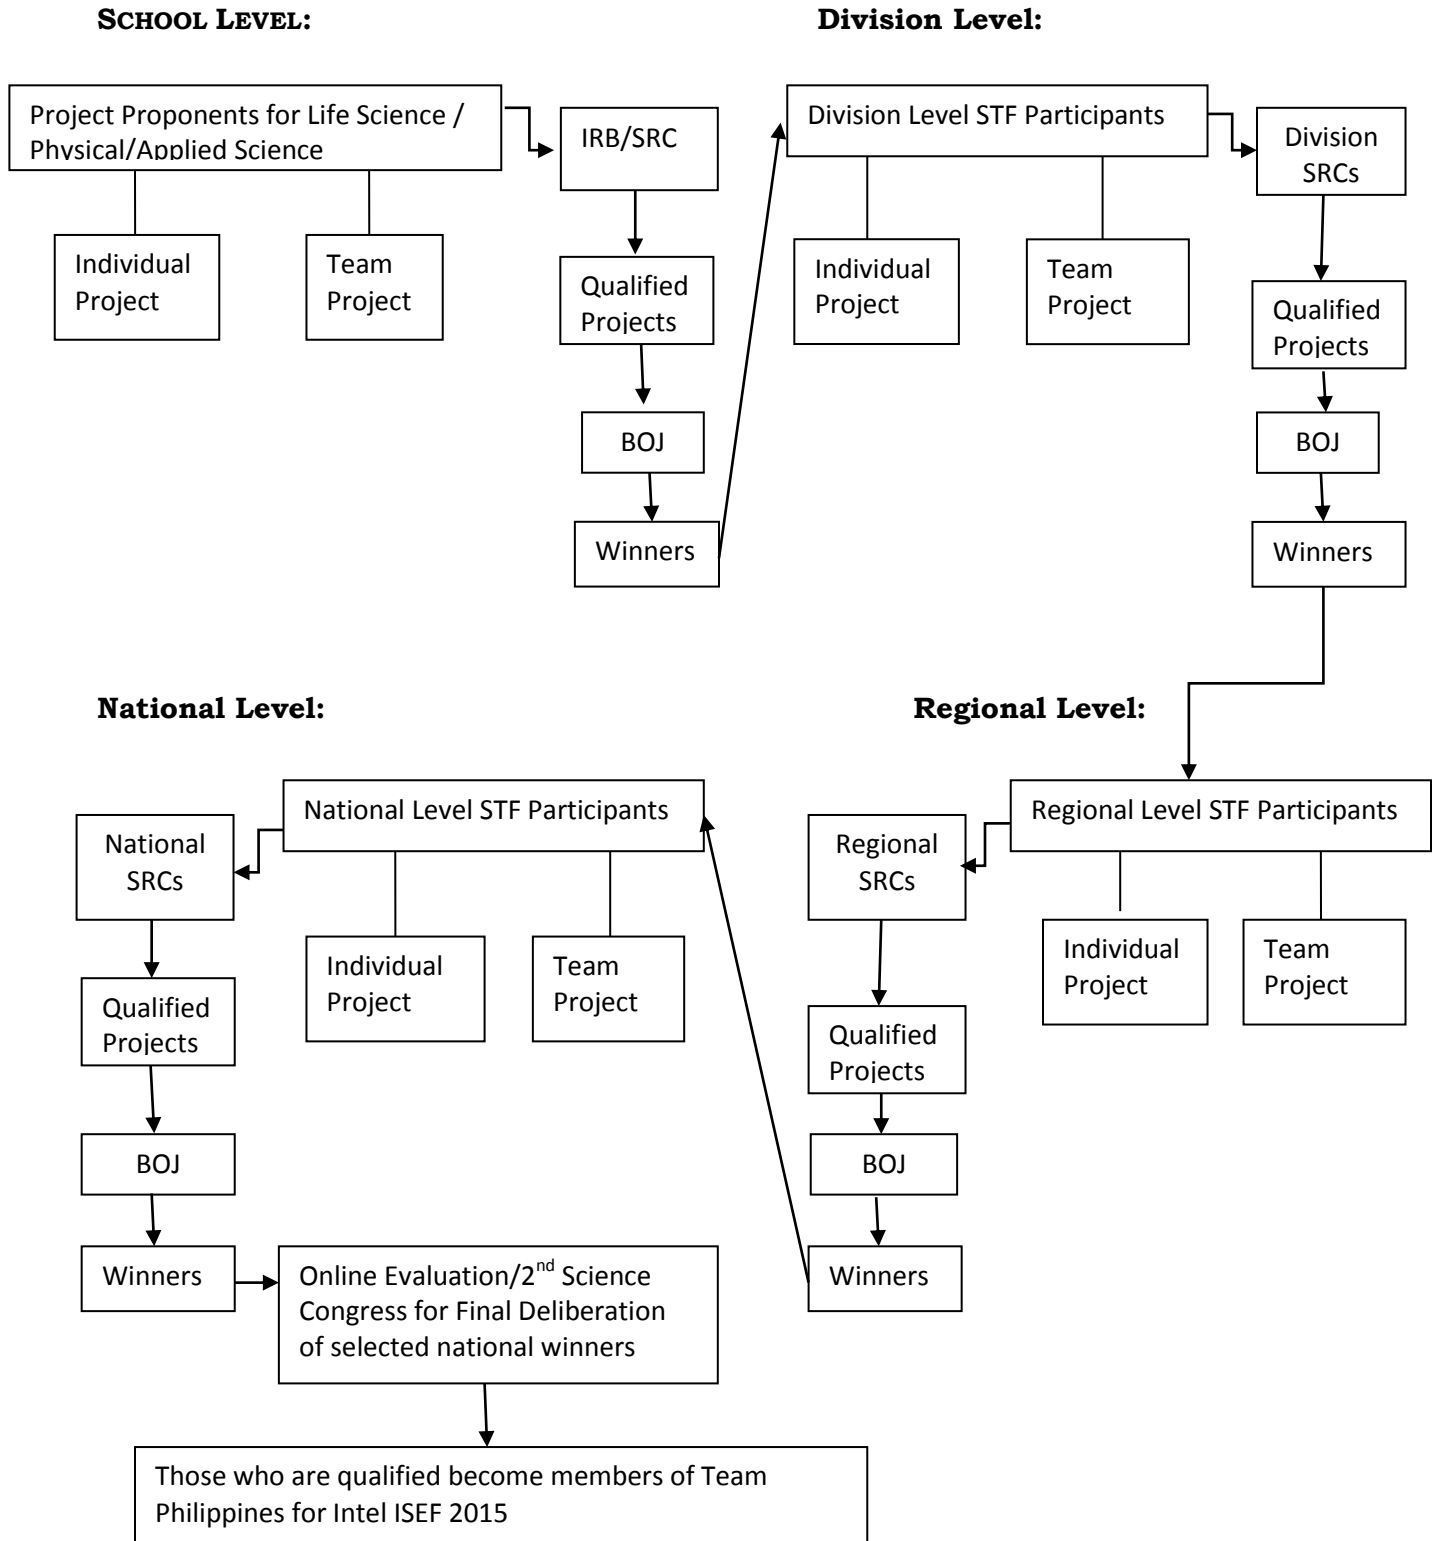 SCHOOL LEVEL:
Project Proponents for Life Science /
Physical/Applied Science
Individual
Project
Team
Project
IRB/SRC
Qualified
Projects
BOJ
Winners
Division Level:
Division Level STF Participants
Individual
Project
Team
Project
Division
SRCs
Qualified
Projects
BOJ
Winners
Regional Level:
Regional Level STF Participants
Individual
Project
Team
Project
Regional
SRCs
Qualified
Projects
BOJ
Winners
National Level:
National Level STF Participants
Individual
Project
Team
Project
National
SRCs
Qualified
Projects
BOJ
Winners
Online Evaluation/2nd Science
Congress for Final Deliberation
of selected national winners
Those who are qualified become members of Team
Philippines for Intel ISEF 2015